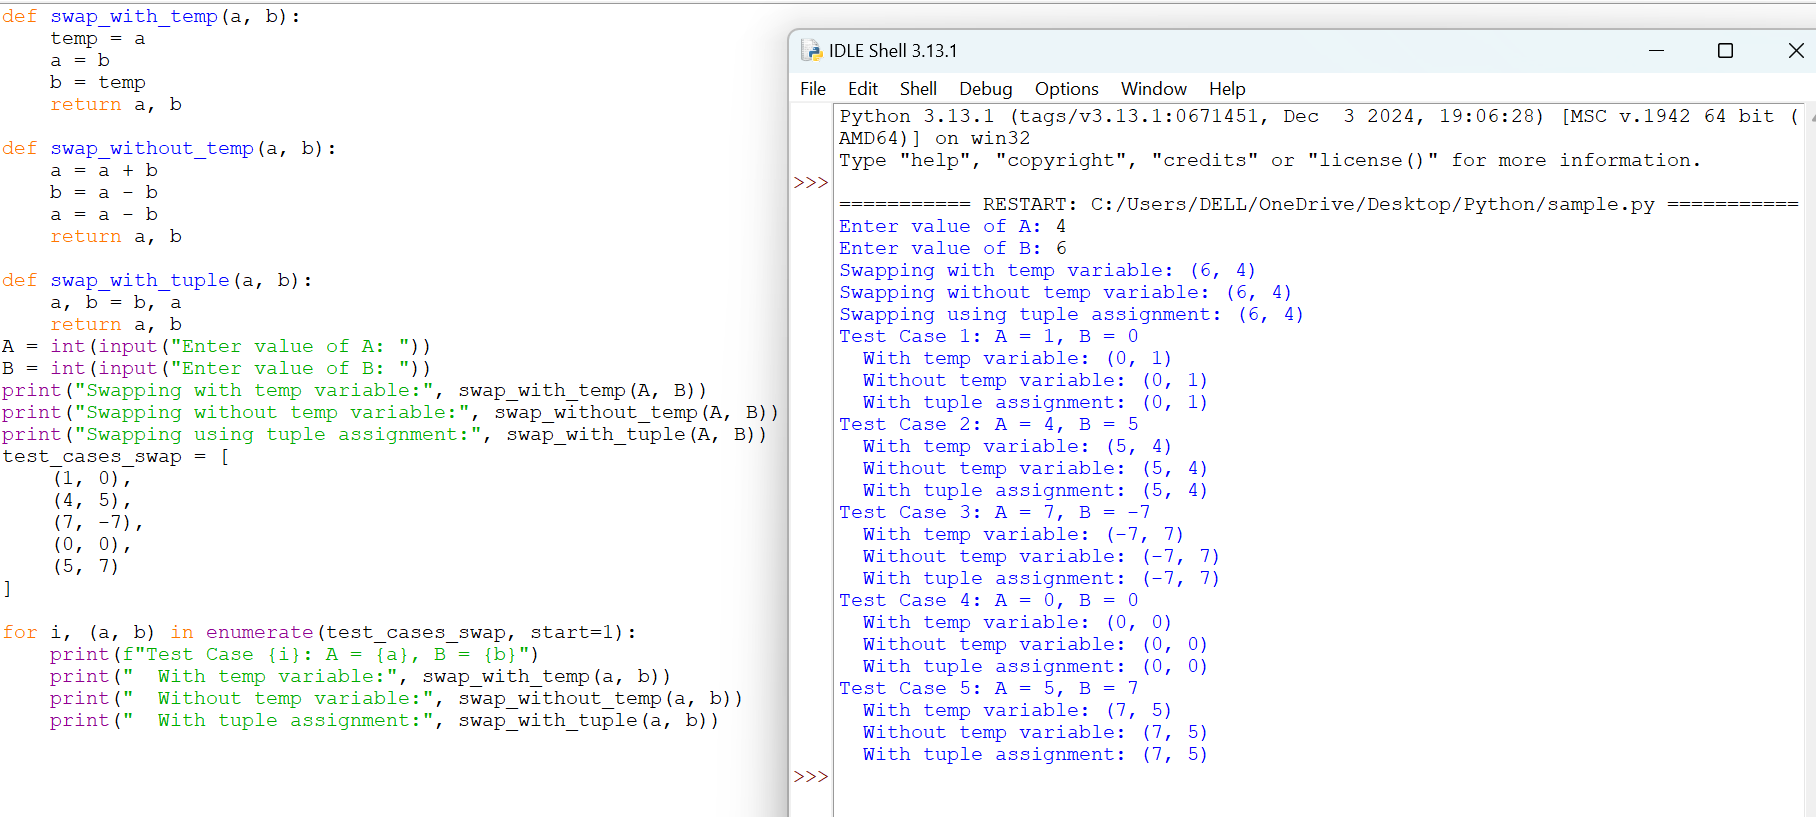 def swap_with_temp(a, b):
    temp = a
    a = b
    b = temp
    return a, b

def swap_without_temp(a, b):
    a = a + b
    b = a - b
    a = a - b
    return a, b

def swap_with_tuple(a, b):
    a, b = b, a
    return a, b
A = int(input("Enter value of A: "))
B = int(input("Enter value of B: "))
print("Swapping with temp variable:", swap_with_temp(A, B))
print("Swapping without temp variable:", swap_without_temp(A, B))
print("Swapping using tuple assignment:", swap_with_tuple(A, B))
test_cases_swap = [
    (1, 0),
    (4, 5),
    (7, -7),
    (0, 0),
    (5, 7)
]

for i, (a, b) in enumerate(test_cases_swap, start=1):
    print(f"Test Case {i}: A = {a}, B = {b}")
    print("  With temp variable:", swap_with_temp(a, b))
    print("  Without temp variable:", swap_without_temp(a, b))
    print("  With tuple assignment:", swap_with_tuple(a, b))
IDLE Shell 3.13.1
File Edit Shell Debug Options Window Help
Python 3.13.1 (tags/v3.13.1:0671451, Dec  3 2024, 19:06:28) [MSC v.1942 64 bit (
AMD64)] on win32
Type "help", "copyright", "credits" or "license()" for more information.
>>>
=========== RESTART: C:/Users/DELL/OneDrive/Desktop/Python/sample.py ===========
Enter value of A: 4
Enter value of B: 6
Swapping with temp variable: (6, 4)
Swapping without temp variable: (6, 4)
Swapping using tuple assignment: (6, 4)
Test Case 1: A = 1, B = 0
  With temp variable: (0, 1)
  Without temp variable: (0, 1)
  With tuple assignment: (0, 1)
Test Case 2: A = 4, B = 5
  With temp variable: (5, 4)
  Without temp variable: (5, 4)
  With tuple assignment: (5, 4)
Test Case 3: A = 7, B = -7
  With temp variable: (-7, 7)
  Without temp variable: (-7, 7)
  With tuple assignment: (-7, 7)
Test Case 4: A = 0, B = 0
  With temp variable: (0, 0)
  Without temp variable: (0, 0)
  With tuple assignment: (0, 0)
Test Case 5: A = 5, B = 7
  With temp variable: (7, 5)
  Without temp variable: (7, 5)
  With tuple assignment: (7, 5)
>>>